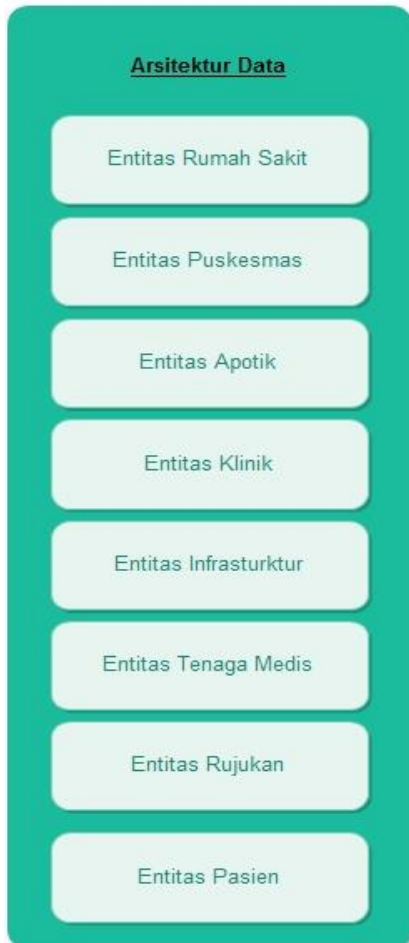 Arsitektur Data
Entitas Rumah Sakit
Entitas Puskesmas
Entitas Apotik
Entitas Klinik
Entitas Infrasturktur
Entitas Tenaga Medis
Entitas Rujukan
Entitas Pasien